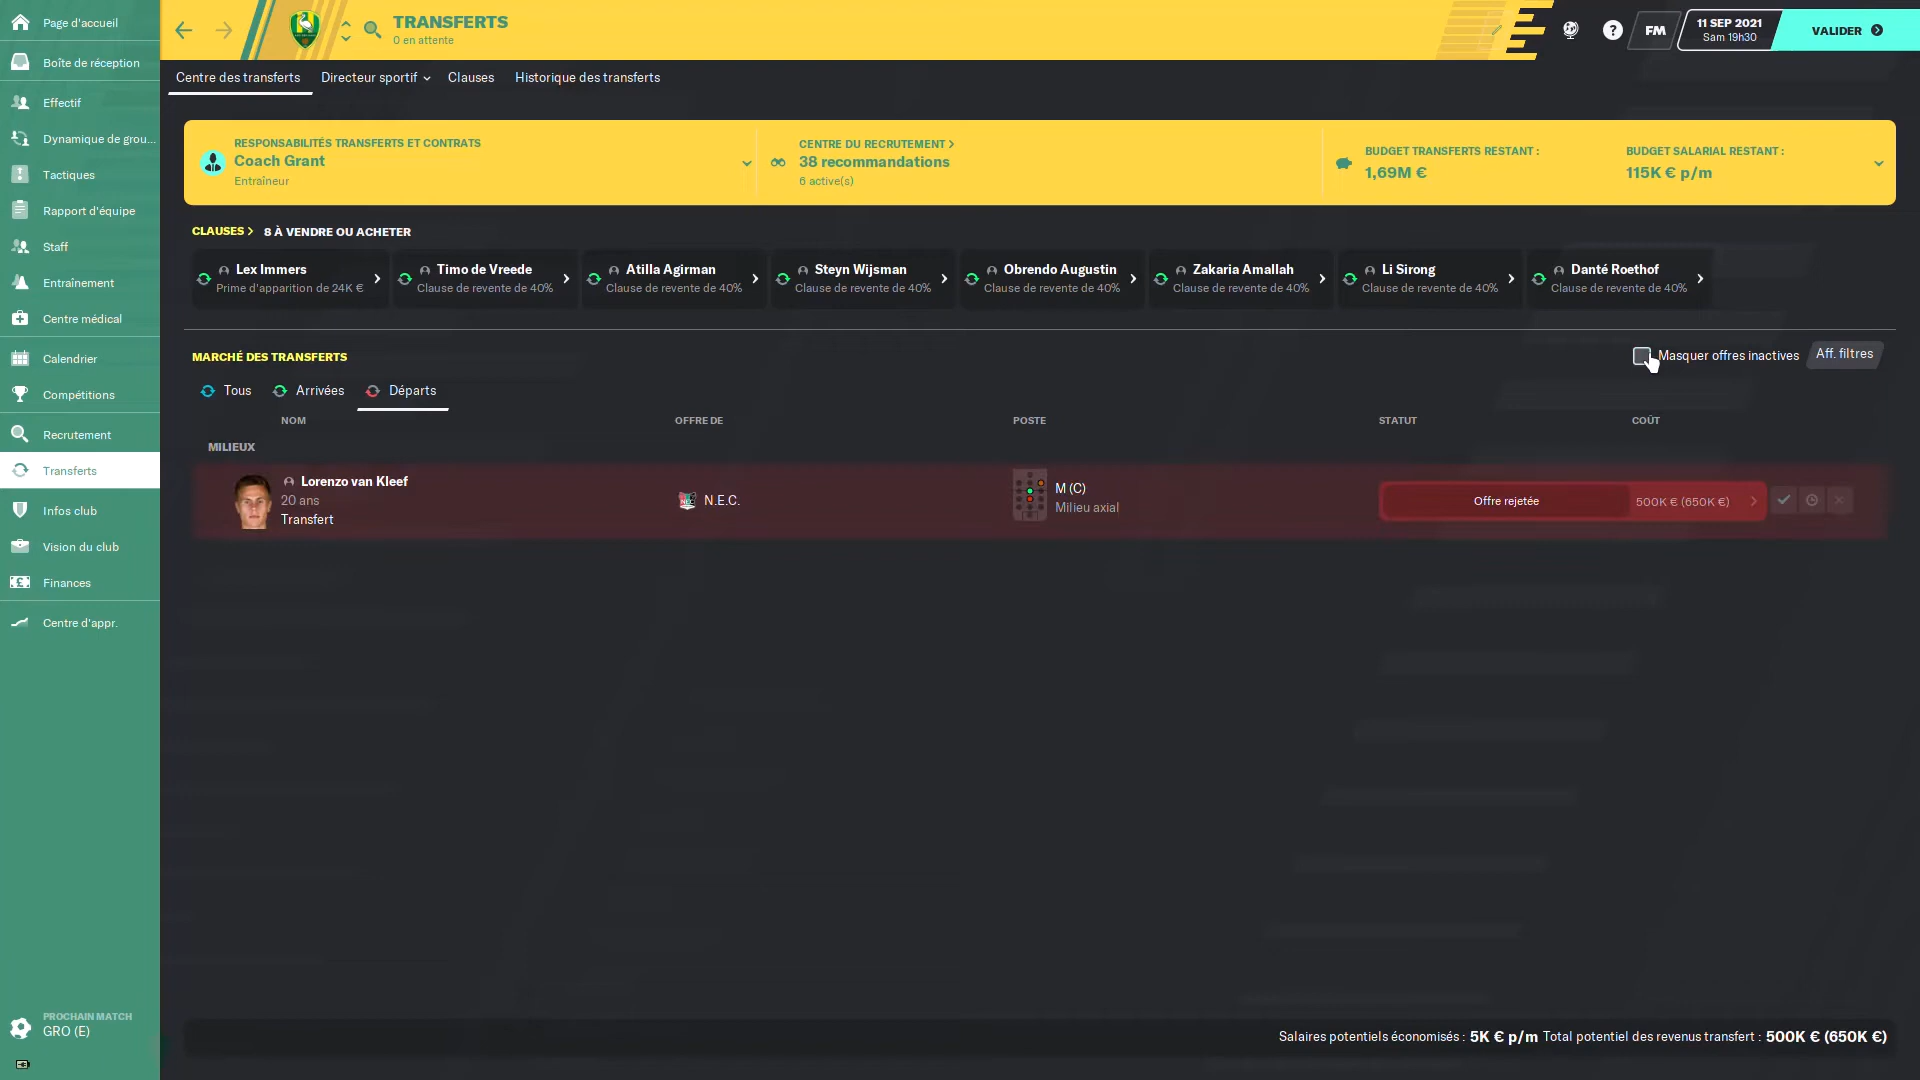 Page d'accueil
Boîte de réception
Effectif
Dynamique de grou...
Tactiques
Rapport d'équipe
Staff
Entraînement
Centre médical
Calendrier
Compétitions
Recrutement
Transferts
Infos club
Vision du club
Finances
Centre d'appr.
PROCHAIN MATCH
GRO (E)
TRANSFERTS
0 en attente
?
FM
11 SEP 2021
Sam 19h30
VALIDER
Centre des transferts
Directeur sportif
Clauses
Historique des transferts
RESPONSABILITÉS TRANSFERTS ET CONTRATS
Coach Grant
Entraîneur
CENTRE DU RECRUTEMENT >
38 recommandations
6 active(s)
BUDGET TRANSFERTS RESTANT :
1,69M €
BUDGET SALARIAL RESTANT :
115K € p/m
CLAUSES > 8 À VENDRE OU ACHETER
Lex Immers
Prime d'apparition de 24K €
Timo de Vreede
Clause de revente de 40%
Atilla Agirman
Clause de revente de 40%
Steyn Wijsman
Clause de revente de 40%
Obrendo Augustin
Clause de revente de 40%
Zakaria Amallah
Clause de revente de 40%
Li Sirong
Clause de revente de 40%
Danté Roethof
Clause de revente de 40%
MARCHÉ DES TRANSFERTS
Masquer offres inactives
Aff. filtres
Tous
Arrivées
Départs
NOM
OFFRE DE
POSTE
STATUT
COÛT
MILIEUX
Lorenzo van Kleef
20 ans
Transfert
N.E.C.
M (C)
Milieu axial
Offre rejetée
500K € (650K €)
Salaires potentiels économisés : 5K € p/m Total potentiel des revenus transfert : 500K € (650K €)